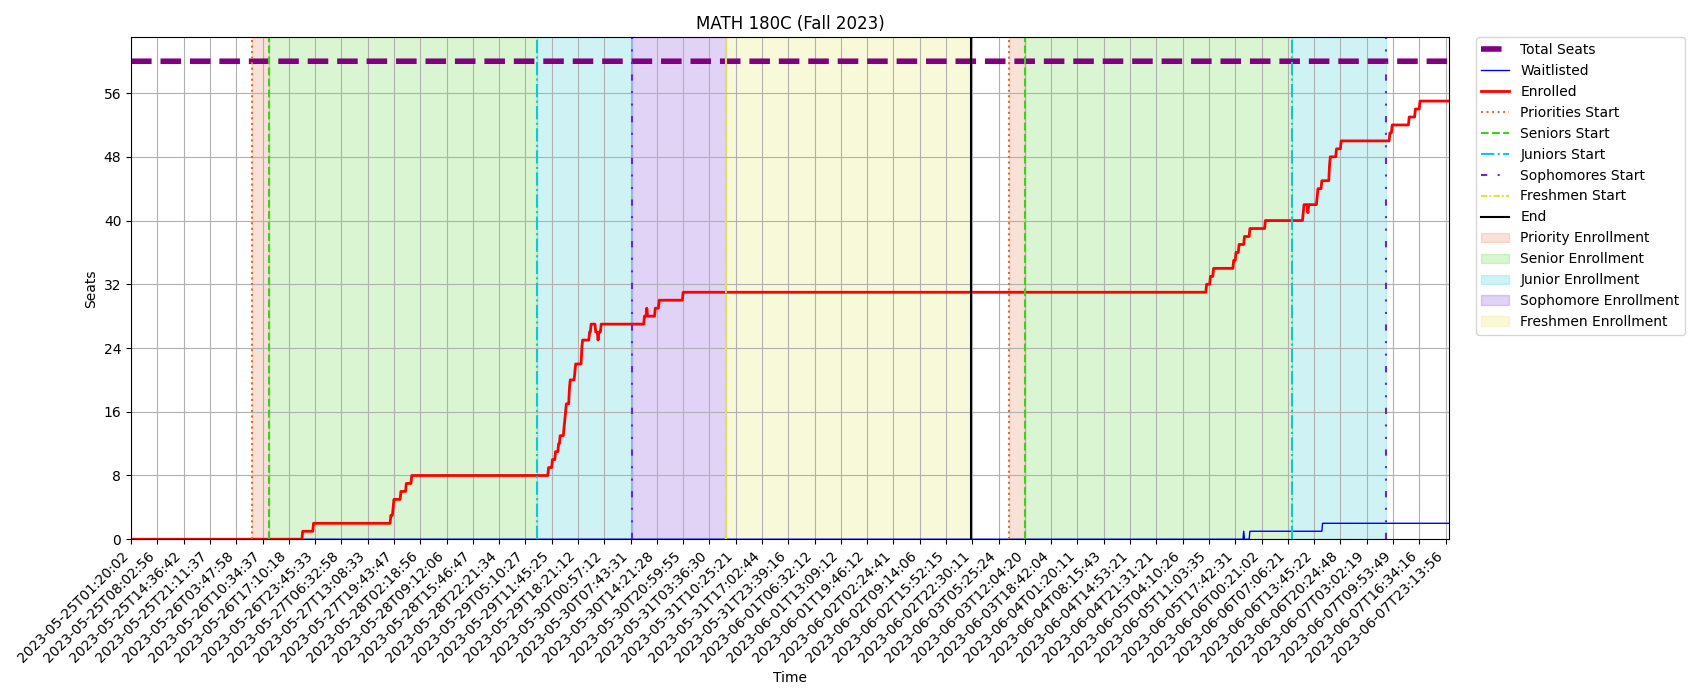 MATH 180C (Fall 2023)
Total Seats
Waitlisted
Enrolled
Priorities Start
Seniors Start
Juniors Start
Sophomores Start
Freshmen Start
End
Priority Enrollment
Senior Enrollment
Junior Enrollment
Sophomore Enrollment
Freshmen Enrollment
Seats
56
48
40
32
24
16
8
0
2023-05-25T01:20:02
2023-05-25T08:02:56
2023-05-25T14:36:42
2023-05-25T21:11:37
2023-05-26T03:47:58
2023-05-26T10:34:37
2023-05-26T17:10:18
2023-05-26T23:45:33
2023-05-27T06:32:58
2023-05-27T13:08:33
2023-05-27T19:43:47
2023-05-28T02:18:56
2023-05-28T09:12:06
2023-05-28T15:46:47
2023-05-28T22:21:34
2023-05-29T05:10:27
2023-05-29T11:45:25
2023-05-29T18:21:12
2023-05-30T00:57:12
2023-05-30T07:43:31
2023-05-30T14:21:28
2023-05-30T20:59:55
2023-05-31T03:36:30
2023-05-31T10:25:21
2023-05-31T17:02:44
2023-05-31T23:39:16
2023-06-01T06:32:12
2023-06-01T13:09:12
2023-06-01T19:46:12
2023-06-02T02:24:41
2023-06-02T09:14:06
2023-06-02T15:52:15
2023-06-02T22:30:11
2023-06-03T05:25:24
2023-06-03T12:04:20
2023-06-03T18:42:04
2023-06-04T01:20:11
2023-06-04T08:15:43
2023-06-04T14:53:21
2023-06-04T21:31:21
2023-06-05T04:10:26
2023-06-05T11:03:35
2023-06-05T17:42:31
2023-06-06T00:21:02
2023-06-06T07:06:21
2023-06-06T13:45:22
2023-06-06T20:24:48
2023-06-07T03:02:19
2023-06-07T09:53:49
2023-06-07T16:34:16
2023-06-07T23:13:56
Time